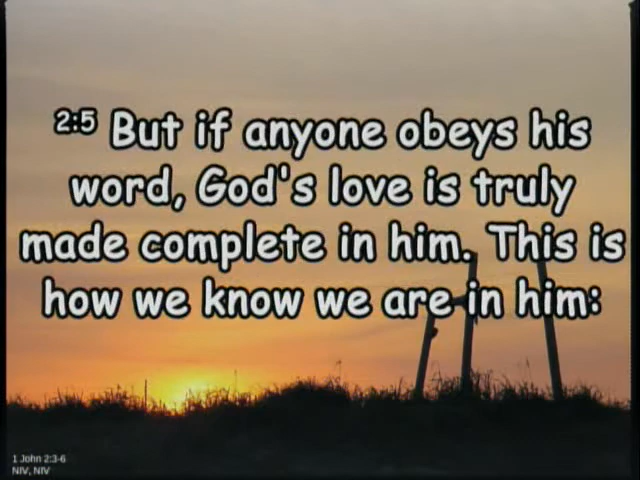 2:5 But if anyone obeys his
word, God's love is truly
made complete in him. This is
how we know we are in him:
1 John 2:3-6
NIV, NIV